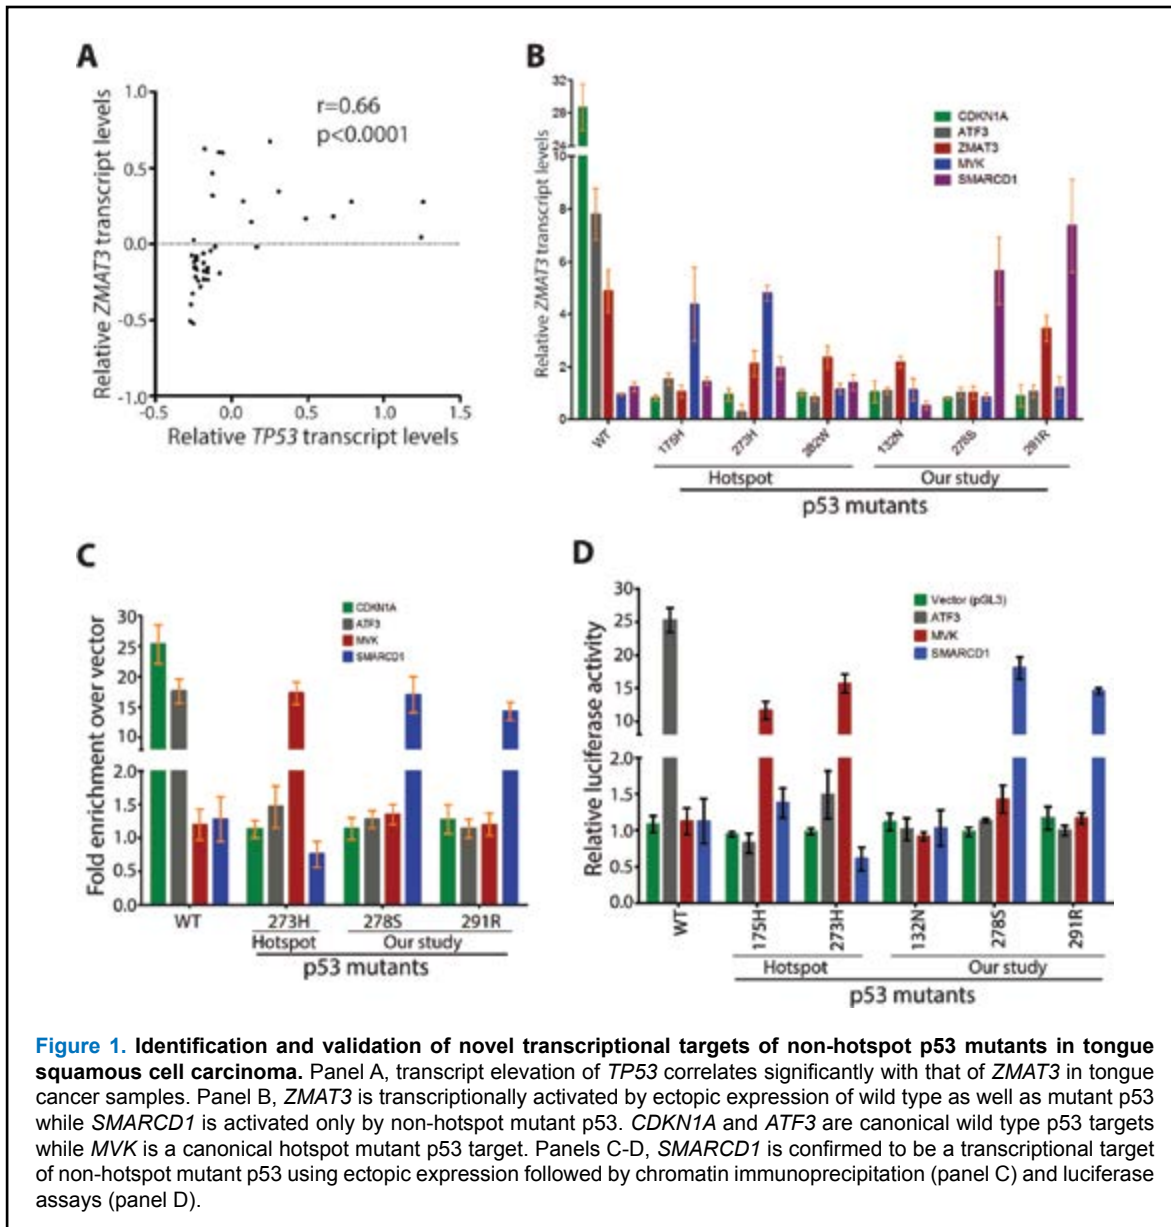 A
r=0.66
p<0.0001
Relative ZMAT3 transcript levels
1.0
0.5
0.0
-0.5
-1.0
-0.5 0.0 0.5 1.0 1.5
Relative TP53 transcript levels
B
Relative ZMAT3 transcript levels
32
28
24
10
8
6
4
2
0
CDKN1A
ATF3
ZMAT3
MVK
SMARCD1
WT 175H 273H 282W 132N 278S 281R
Hotspot Our study
p53 mutants
C
Fold enrichment over vector
30
25
20
15
10
2.0
1.5
1.0
0.5
0.0
CDKN1A
ATF3
MVK
SMARCD1
WT 273H 278S 291R
Hotspot Our study
p53 mutants
D
Relative luciferase activity
30
25
20
15
10
2.0
1.5
1.0
0.5
0.0
Vector (pGL3)
ATF3
MVK
SMARCD1
WT 175H 273H 132N 278S 291R
Hotspot Our study
p53 mutants
Figure 1. Identification and validation of novel transcriptional targets of non-hotspot p53 mutants in tongue
squamous cell carcinoma. Panel A, transcript elevation of TP53 correlates significantly with that of ZMAT3 in tongue
cancer samples. Panel B, ZMAT3 is transcriptionally activated by ectopic expression of wild type as well as mutant p53
while SMARCD1 is activated only by non-hotspot mutant p53. CDKN1A and ATF3 are canonical wild type p53 targets
while MVK is a canonical hotspot mutant p53 target. Panels C-D, SMARCD1 is confirmed to be a transcriptional target
of non-hotspot mutant p53 using ectopic expression followed by chromatin immunoprecipitation (panel C) and luciferase
assays (panel D).